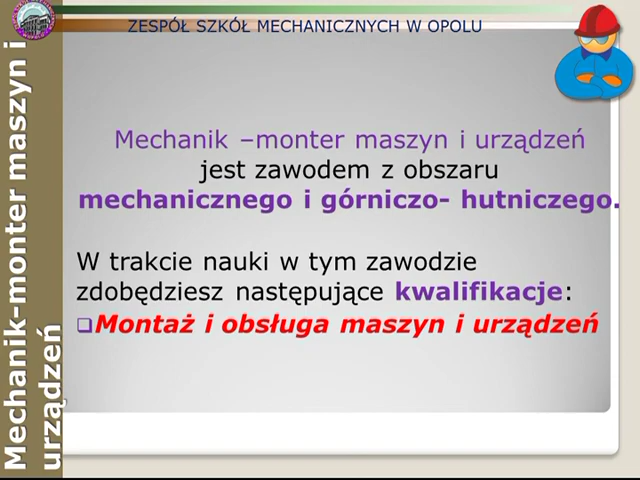 ZESPÓŁ SZKÓŁ MECHANICZNYCH W OPOLU
Mechanik-monter maszyn i
urządzeń
Mechanik –monter maszyn i urządzeń
jest zawodem z obszaru
mechanicznego i górniczo- hutniczego.
W trakcie nauki w tym zawodzie
zdobędziesz następujące kwalifikacje:
Montaż i obsługa maszyn i urządzeń